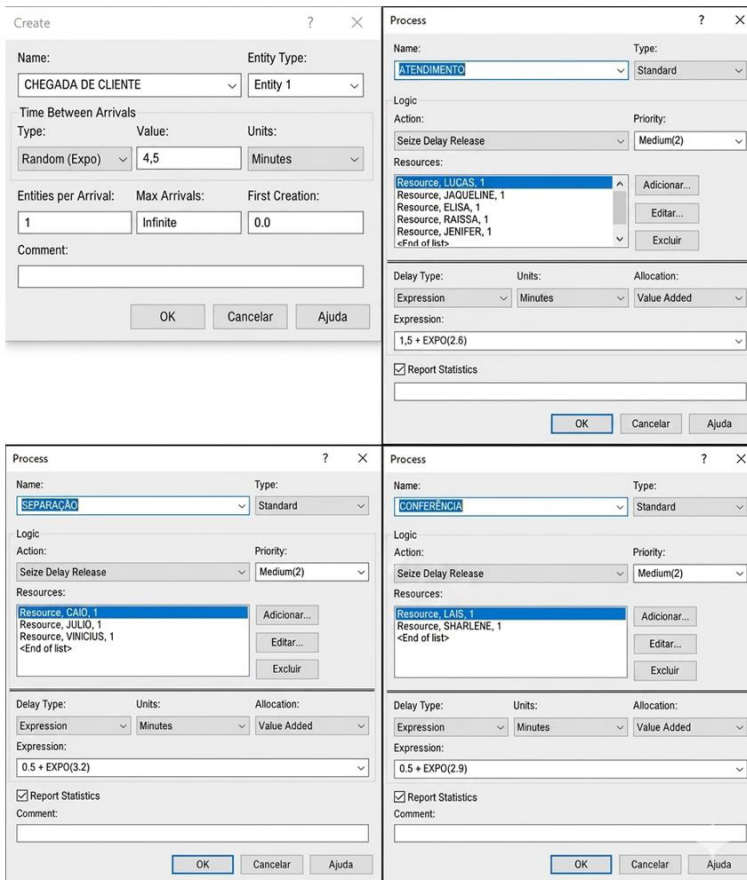 Create ? ×
Name: Entity Type:
CHEGADA DE CLIENTE Entity 1
Time Between Arrivals
Type: Value: Units:
Random (Expo) 4,5 Minutes
Entities per Arrival: Max Arrivals: First Creation:
1 Infinite 0.0
Comment:
OK Cancelar Ajuda
Process ? ×
Name: Type:
ATENDIMENTO Standard
Logic
Action: Priority:
Seize Delay Release Medium(2)
Resources:
Resource, LUCAS, 1 Adicionar...
Resource, JAQUELINE, 1
Resource, ELISA, 1 Editar...
Resource, RAISSA, 1
Resource, JENIFER, 1 Excluir
<End of list>
Delay Type: Units: Allocation:
Expression Minutes Value Added
Expression:
1,5 + EXPO(2.6)
Report Statistics
OK Cancelar Ajuda
Process ? ×
Name: Type:
SEPARAÇÃO Standard
Logic
Action: Priority:
Seize Delay Release Medium(2)
Resources:
Resource, CAIO, 1 Adicionar...
Resource, JULIO, 1
Resource, VINICIUS, 1 Editar...
<End of list>
Excluir
Delay Type: Units: Allocation:
Expression Minutes Value Added
Expression:
0.5 + EXPO(3.2)
Report Statistics
Comment:
OK Cancelar Ajuda
Process ? ×
Name: Type:
CONFERÊNCIA Standard
Logic
Action: Priority:
Seize Delay Release Medium(2)
Resources:
Resource, LAIS, 1 Adicionar...
Resource, SHARLENE, 1
<End of list> Editar...
Excluir
Delay Type: Units: Allocation:
Expression Minutes Value Added
Expression:
0.5 + EXPO(2.9)
Report Statistics
Comment:
OK Cancelar Ajuda